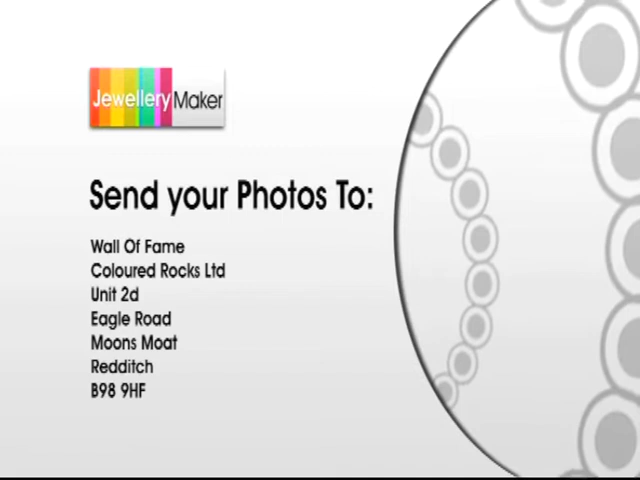 JewelleryMaker
Send your Photos To:
Wall Of Fame
Coloured Rocks Ltd
Unit 2d
Eagle Road
Moons Moat
Redditch
B98 9HF